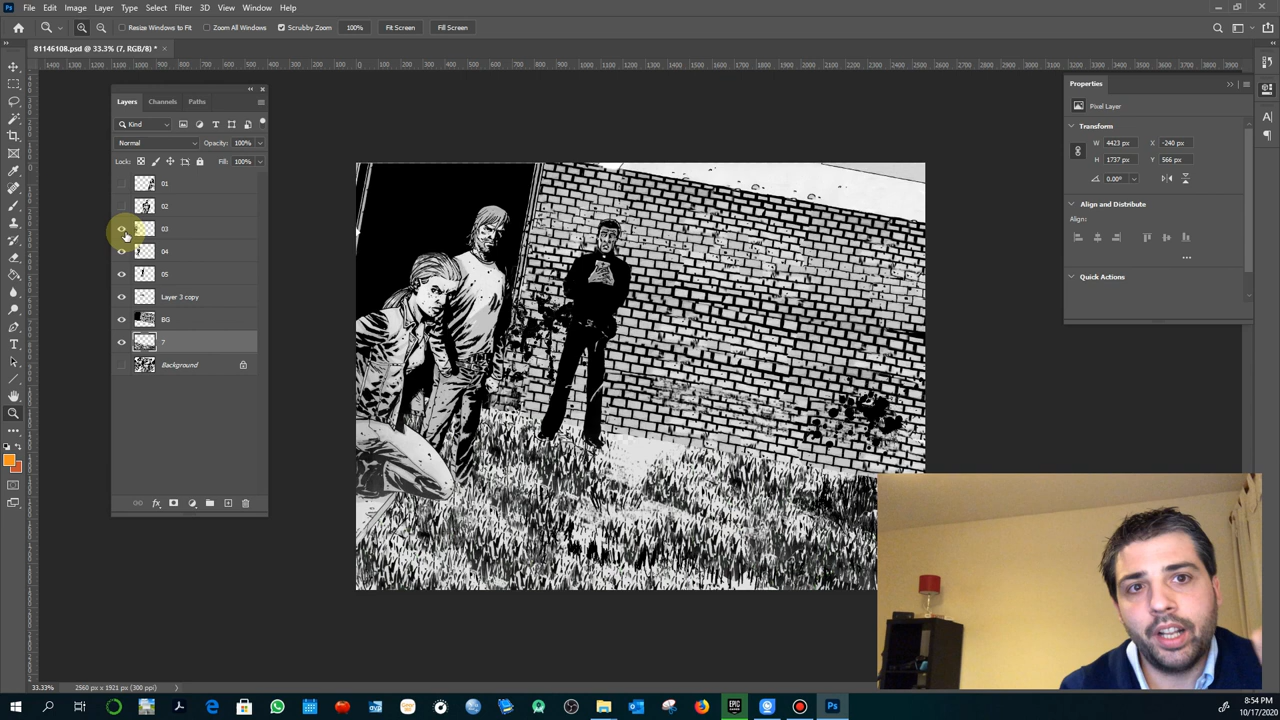 Ps File Edit Image Layer Type Select Filter 3D View Window Help
Resize Windows to Fit Zoom All Windows Scrubby Zoom 100% Fit Screen Fill Screen
81146108.psd @ 33.3% (7, RGB/8) *
Layers Channels Paths
Kind
Normal Opacity: 100%
Lock: Fill: 100%
01
02
03
04
05
Layer 3 copy
BG
7
Background
Properties
Pixel Layer
Transform
W 4423 px X -240 px
H 1737 px Y 566 px
0.00°
Align and Distribute
Align:
Quick Actions
33.33% 2560 px x 1921 px (300 ppi)
EPIC GAMES
Ps
8:54 PM
10/17/2020